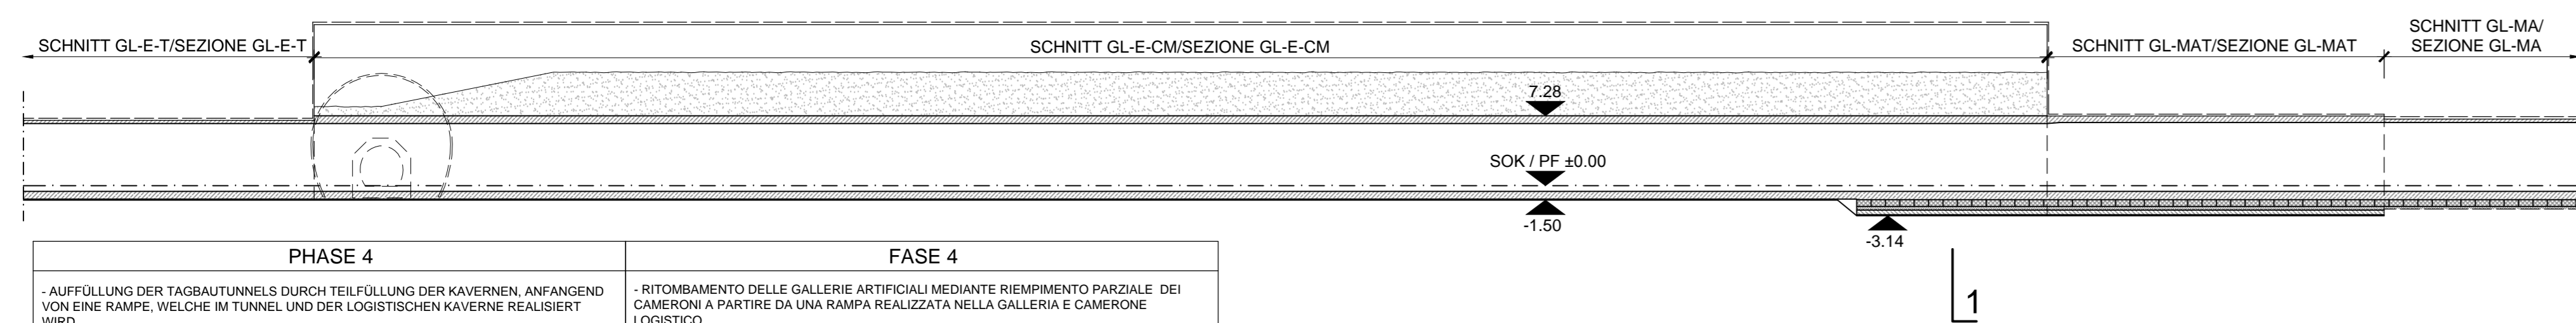 SCHNITT GL-E-T/SEZIONE GL-E-T
SCHNITT GL-E-CM/SEZIONE GL-E-CM
SCHNITT GL-MAT/SEZIONE GL-MAT
SCHNITT GL-MA/
SEZIONE GL-MA
7.28
SOK / PF ±0.00
-1.50
-3.14
1
PHASE 4
- AUFFÜLLUNG DER TAGBAUTUNNELS DURCH TEILFÜLLUNG DER KAVERNEN, ANFANGEND
VON EINE RAMPE, WELCHE IM TUNNEL UND DER LOGISTISCHEN KAVERNE REALISIERT
WIRD
FASE 4
- RITOMBAMENTO DELLE GALLERIE ARTIFICIALI MEDIANTE RIEMPIMENTO PARZIALE DEI
CAMERONI A PARTIRE DA UNA RAMPA REALIZZATA NELLA GALLERIA E CAMERONE
LOGISTICO